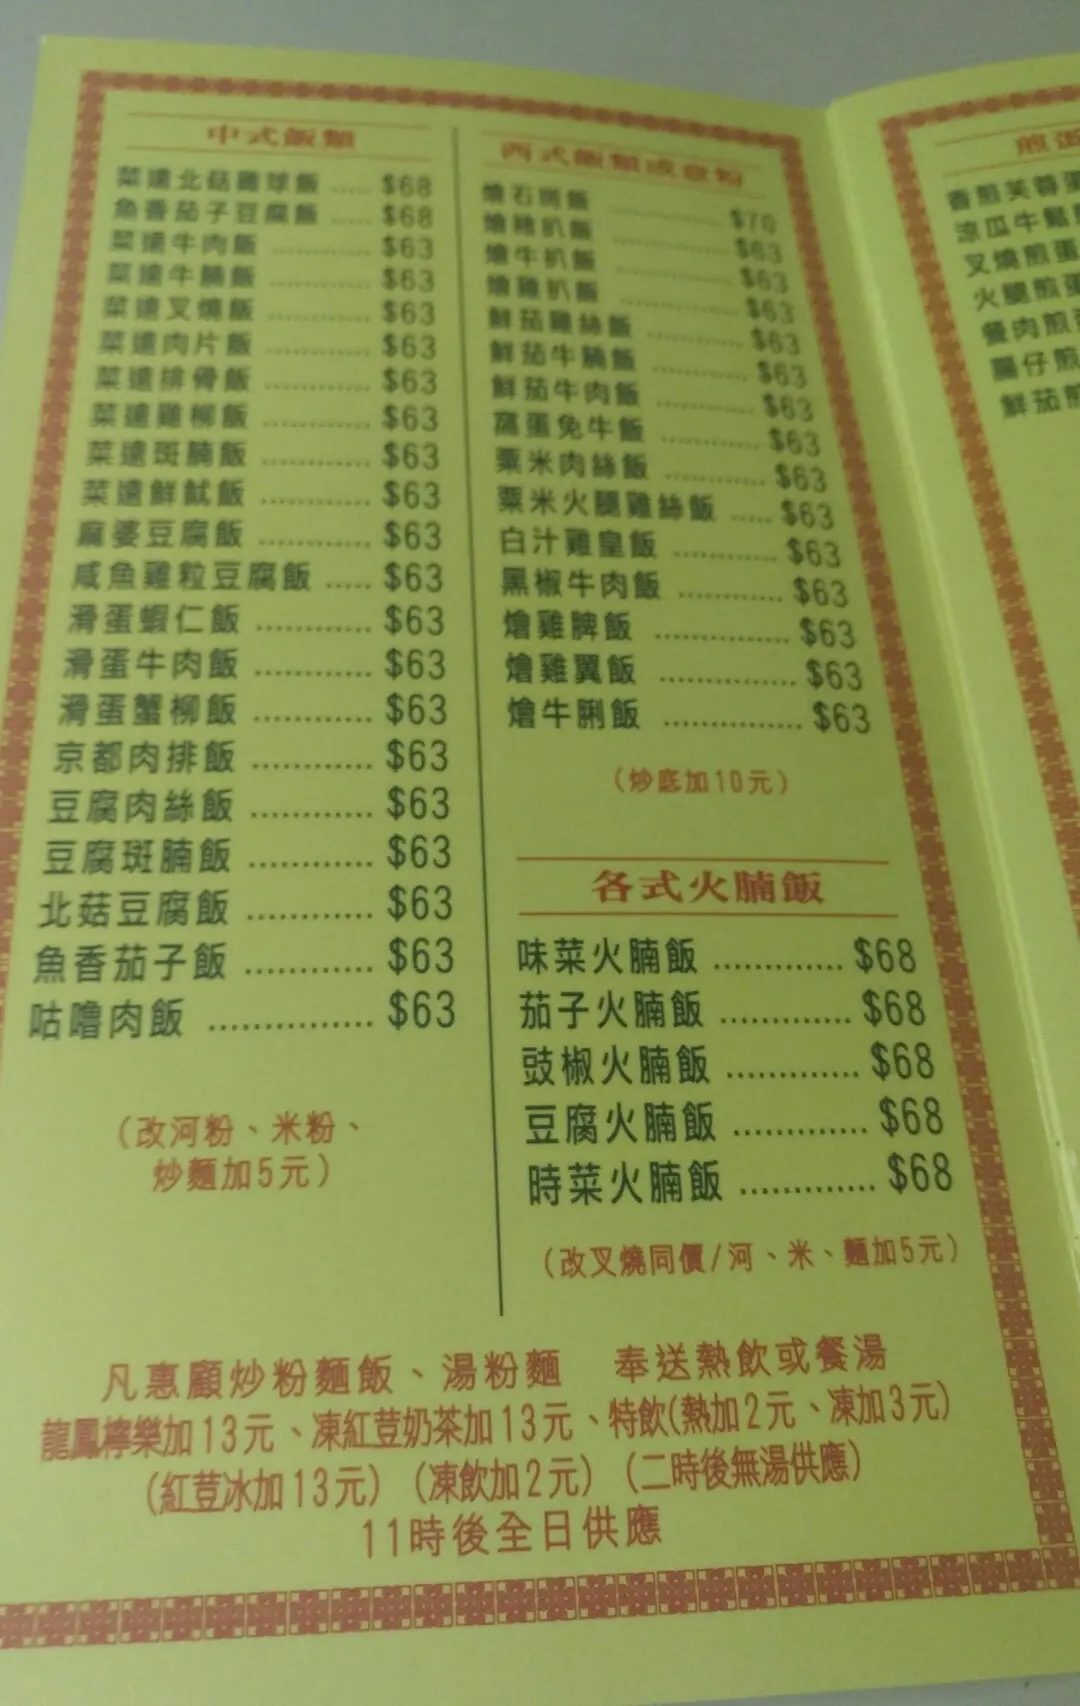 中式飯類
菜遠北菇雞球飯 ..... $68
魚香茄子豆腐飯 ..... $68
菜遠牛肉飯 ............ $63
菜遠牛腩飯 ............ $63
菜遠叉燒飯 ............ $63
菜遠肉片飯 ............ $63
菜遠排骨飯 ............ $63
菜遠雞柳飯 ............ $63
菜遠斑腩飯 ............ $63
菜遠鮮魷飯 ............ $63
麻婆豆腐飯 ............ $63
咸魚雞粒豆腐飯 ..... $63
滑蛋蝦仁飯 ............ $63
滑蛋牛肉飯 ............ $63
滑蛋蟹柳飯 ............ $63
京都肉排飯 ............ $63
豆腐肉絲飯 ............ $63
豆腐斑腩飯 ............ $63
北菇豆腐飯 ............ $63
魚香茄子飯 ............ $63
咕嚕肉飯 ............... $63
（改河粉、米粉、
炒麵加5元）
西式飯類或意粉
燴石斑飯 ............... $70
燴豬扒飯 ............... $63
燴牛扒飯 ............... $63
燴雞扒飯 ............... $63
鮮茄雞絲飯 ............ $63
鮮茄牛腩飯 ............ $63
鮮茄牛肉飯 ............ $63
窩蛋免牛飯 ............ $63
粟米肉絲飯 ............ $63
粟米火腿雞絲飯 ..... $63
白汁雞皇飯 ............ $63
黑椒牛肉飯 ............ $63
燴雞脾飯 ............... $63
燴雞翼飯 ............... $63
燴牛脷飯 ............... $63
（炒底加10元）
各式火腩飯
味菜火腩飯 ............. $68
茄子火腩飯 ............. $68
豉椒火腩飯 ............. $68
豆腐火腩飯 ............. $68
時菜火腩飯 ............. $68
（改叉燒同價/河、米、麵加5元）
凡惠顧炒粉麵飯、湯粉麵 奉送熱飲或餐湯
龍鳳檸樂加13元、凍紅荳奶茶加13元、特飲(熱加2元、凍加3元)
(紅荳冰加13元) (凍飲加2元) (二時後無湯供應)
11時後全日供應
煎蛋
香煎芙蓉蛋
涼瓜牛鬆煎
叉燒煎蛋
火腿煎蛋
餐肉煎蛋
腸仔煎
鮮茄煎